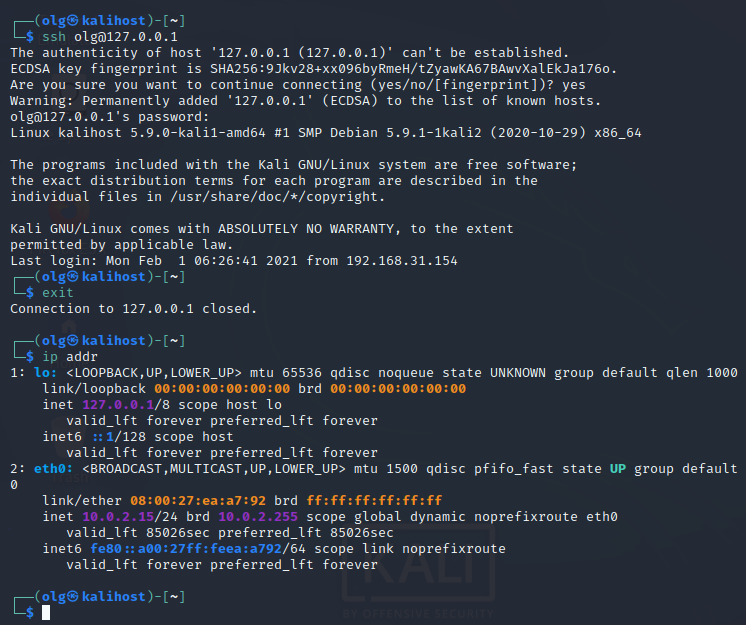 ┌──(olg㉿kalihost)-[~]
└─$ ssh olg@127.0.0.1
The authenticity of host '127.0.0.1 (127.0.0.1)' can't be established.
ECDSA key fingerprint is SHA256:9Jkv28+xx096byRmeH/tZyawKA67BAwvXalEkJa176o.
Are you sure you want to continue connecting (yes/no/[fingerprint])? yes
Warning: Permanently added '127.0.0.1' (ECDSA) to the list of known hosts.
olg@127.0.0.1's password:
Linux kalihost 5.9.0-kali1-amd64 #1 SMP Debian 5.9.1-1kali2 (2020-10-29) x86_64

The programs included with the Kali GNU/Linux system are free software;
the exact distribution terms for each program are described in the
individual files in /usr/share/doc/*/copyright.

Kali GNU/Linux comes with ABSOLUTELY NO WARRANTY, to the extent
permitted by applicable law.
Last login: Mon Feb  1 06:26:41 2021 from 192.168.31.154
┌──(olg㉿kalihost)-[~]
└─$ exit
Connection to 127.0.0.1 closed.

┌──(olg㉿kalihost)-[~]
└─$ ip addr
1: lo: <LOOPBACK,UP,LOWER_UP> mtu 65536 qdisc noqueue state UNKNOWN group default qlen 1000
    link/loopback 00:00:00:00:00:00 brd 00:00:00:00:00:00
    inet 127.0.0.1/8 scope host lo
       valid_lft forever preferred_lft forever
    inet6 ::1/128 scope host
       valid_lft forever preferred_lft forever
2: eth0: <BROADCAST,MULTICAST,UP,LOWER_UP> mtu 1500 qdisc pfifo_fast state UP group default
0
    link/ether 08:00:27:ea:a7:92 brd ff:ff:ff:ff:ff:ff
    inet 10.0.2.15/24 brd 10.0.2.255 scope global dynamic noprefixroute eth0
       valid_lft 85026sec preferred_lft 85026sec
    inet6 fe80::a00:27ff:feea:a792/64 scope link noprefixroute
       valid_lft forever preferred_lft forever

┌──(olg㉿kalihost)-[~]
└─$
KALI
BY OFFENSIVE SECURITY